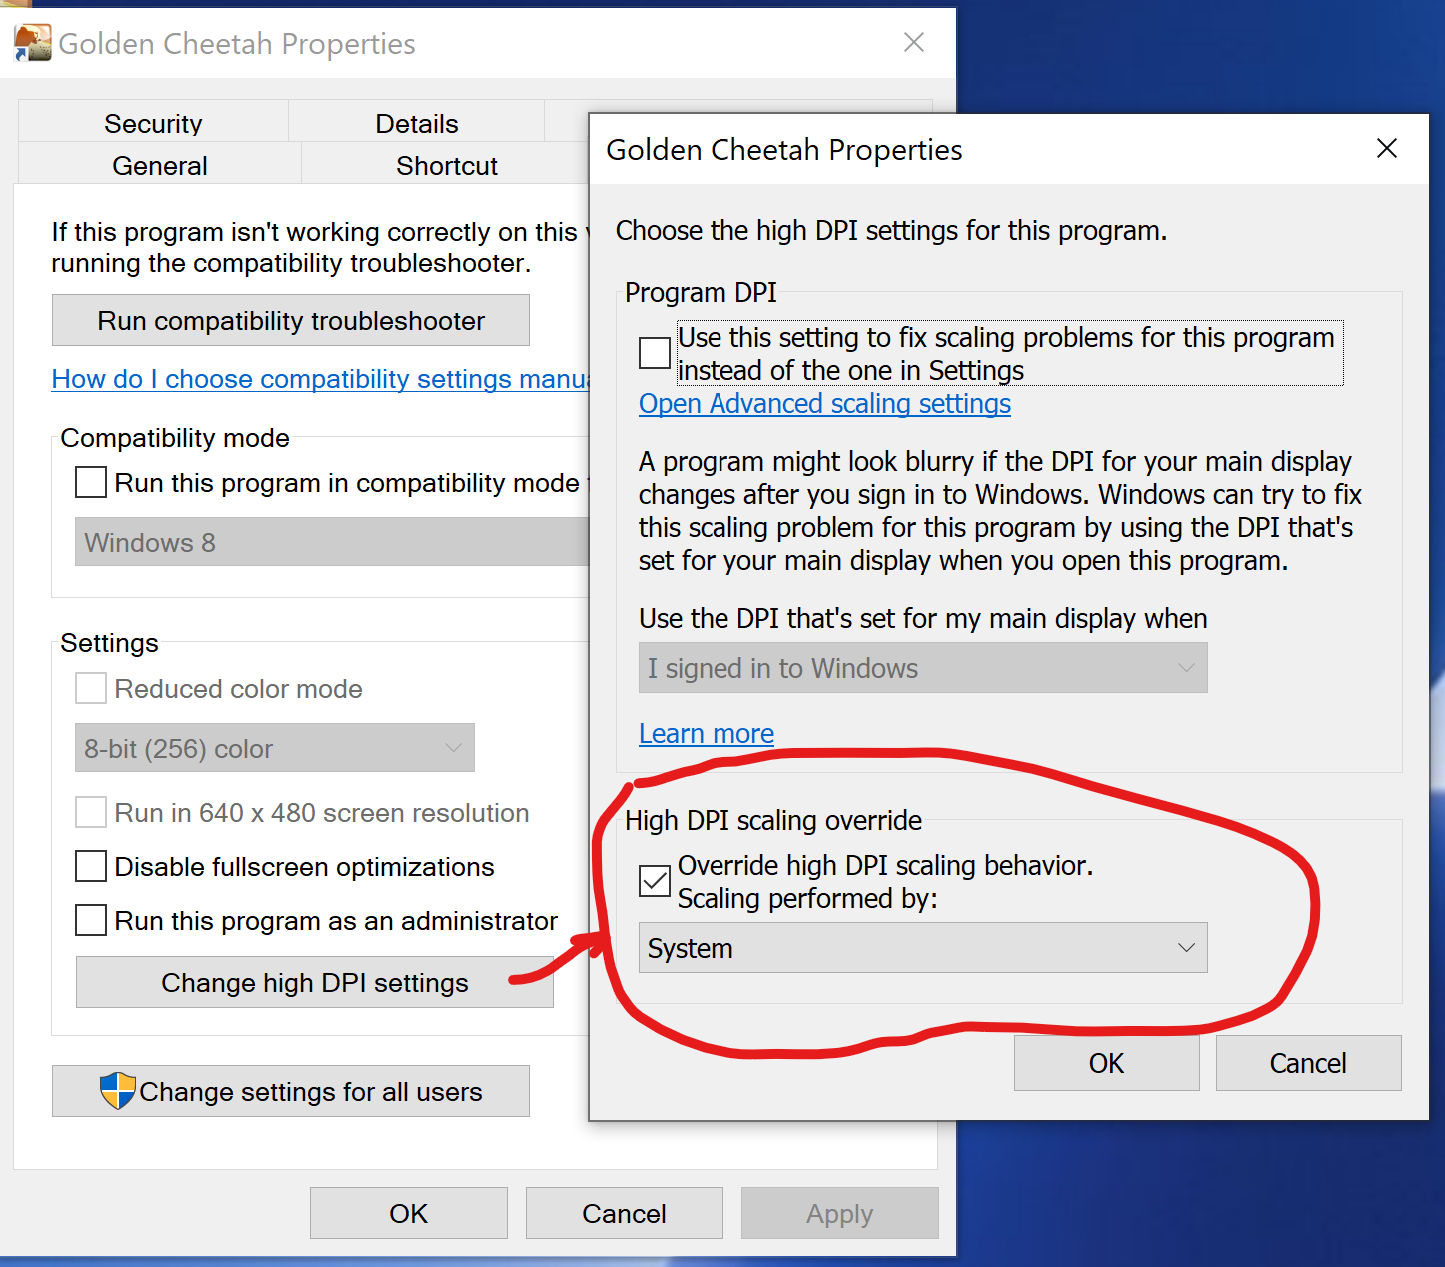 Golden Cheetah Properties
Security
Details
General
Shortcut
If this program isn't working correctly on this
running the compatibility troubleshooter.
Run compatibility troubleshooter
How do I choose compatibility settings
Compatibility mode
Run this program in compatibility mode
Windows 8
Settings
Reduced color mode
8-bit (256) color
Run in 640 x 480 screen resolution
Disable fullscreen optimizations
Run this program as an administrator
Change high DPI settings
Change settings for all users
OK
Cancel
Apply
Golden Cheetah Properties
Choose the high DPI settings for this program.
Program DPI
Use this setting to fix scaling problems for this program
instead of the one in Settings
Open Advanced scaling settings
A program might look blurry if the DPI for your main display
changes after you sign in to Windows. Windows can try to fix
this scaling problem for this program by using the DPI that's
set for your main display when you open this program.
Use the DPI that's set for my main display when
I signed in to Windows
Learn more
High DPI scaling override
Override high DPI scaling behavior.
Scaling performed by:
System
OK
Cancel